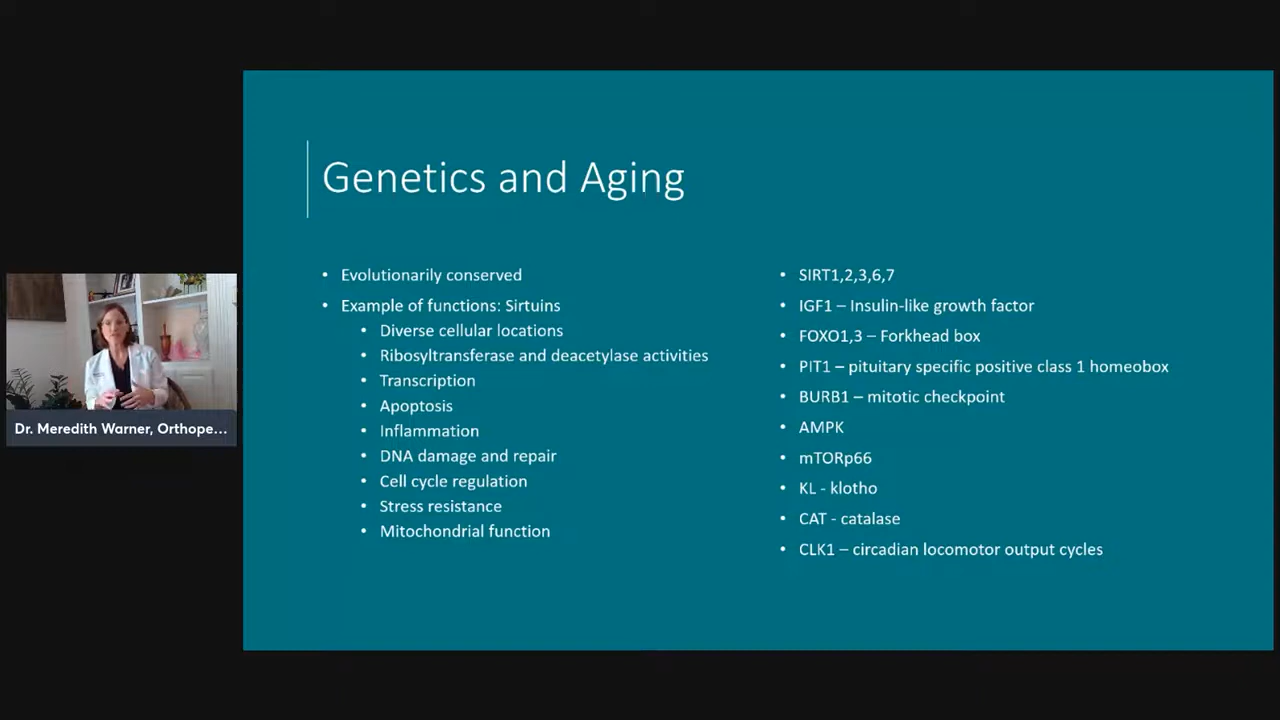 Genetics and Aging
• Evolutionarily conserved
• Example of functions: Sirtuins
• Diverse cellular locations
• Ribosyltransferase and deacetylase activities
• Transcription
• Apoptosis
• Inflammation
• DNA damage and repair
• Cell cycle regulation
• Stress resistance
• Mitochondrial function
• SIRT1,2,3,6,7
• IGF1 – Insulin-like growth factor
• FOXO1,3 – Forkhead box
• PIT1 – pituitary specific positive class 1 homeobox
• BURB1 – mitotic checkpoint
• AMPK
• mTORp66
• KL - klotho
• CAT - catalase
• CLK1 – circadian locomotor output cycles
Dr. Meredith Warner, Orthope...